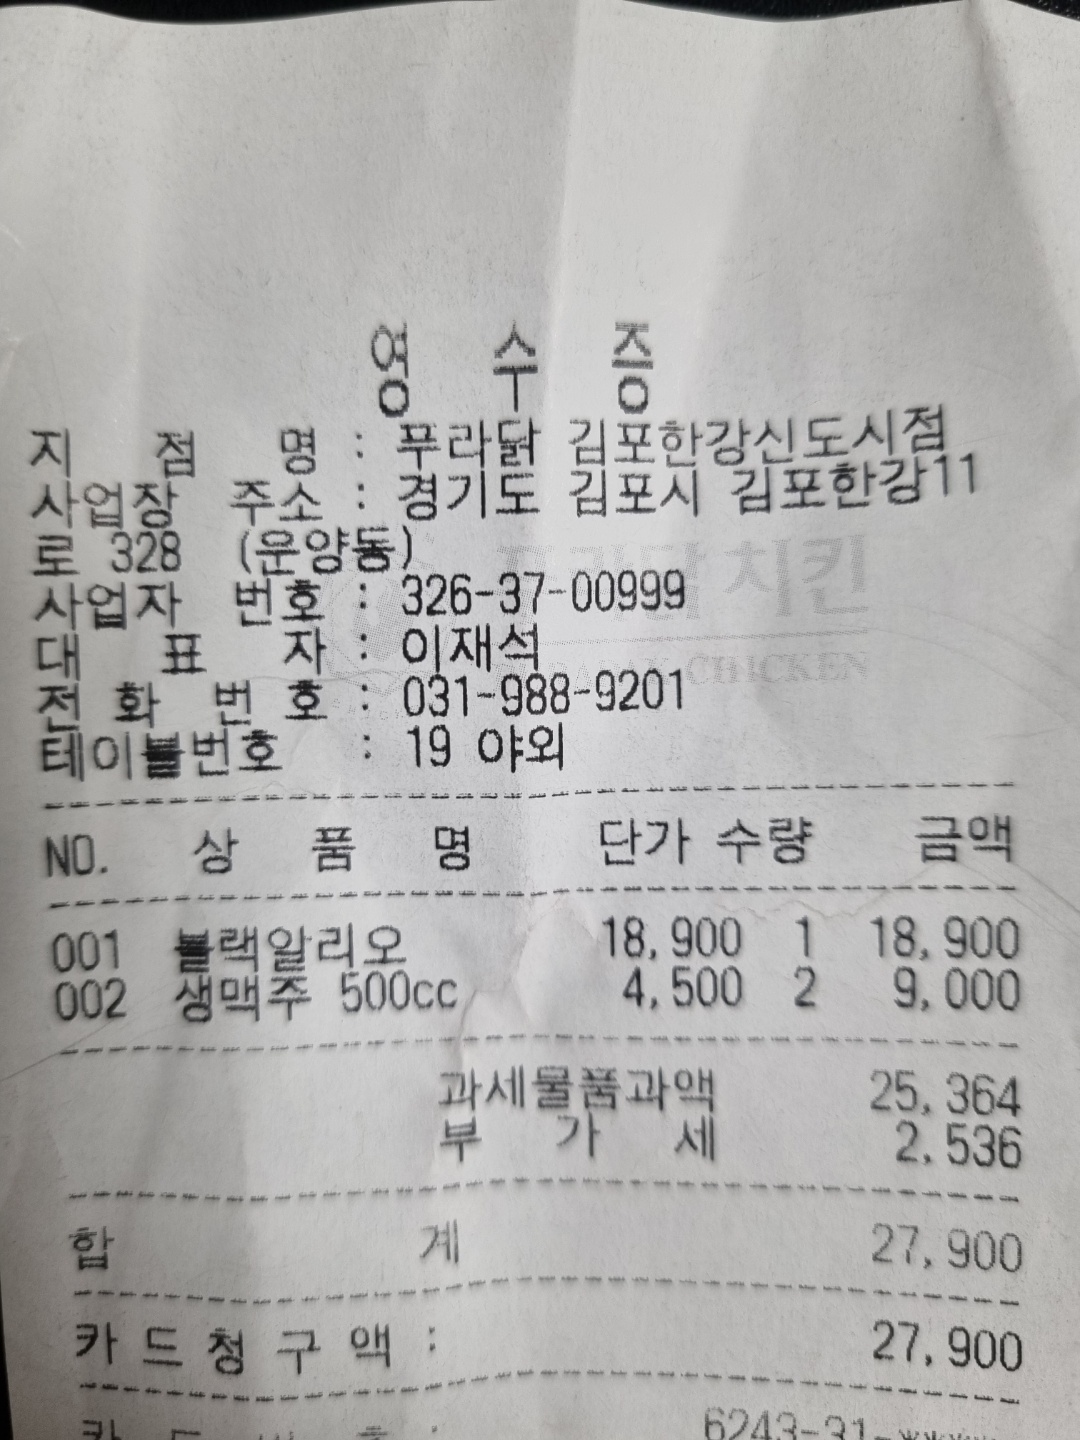 영 수 증
지 점 명 : 푸라닭 김포한강신도시점
사업장 주소 : 경기도 김포시 김포한강11
로 328 (운양동)
사업자 번호 : 326-37-00999
대 표 자 : 이재석
전 화 번 호 : 031-988-9201
테이블번호 : 19 야외
NO. 상 품 명 단가 수량 금액
001 블랙알리오 18,900 1 18,900
002 생맥주 500cc 4,500 2 9,000
과세물품과액 25,364
부 가 세 2,536
합 계 27,900
카 드 청 구 액 : 27,900
6243-31-
치킨
CHICKEN